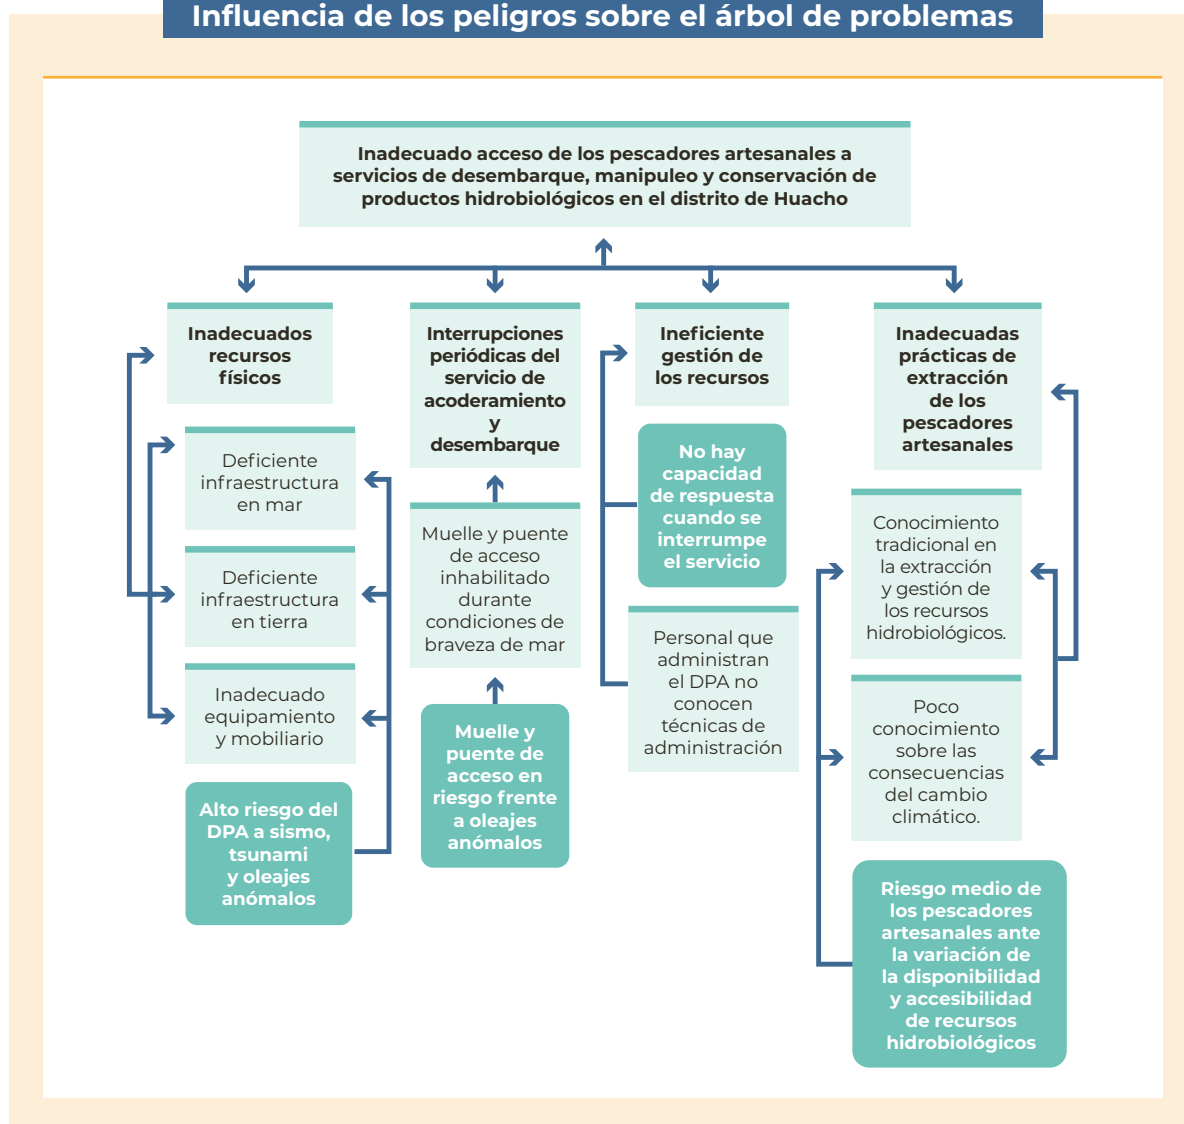 Influencia de los peligros sobre el árbol de problemas
Inadecuado acceso de los pescadores artesanales a
servicios de desembarque, manipuleo y conservación de
productos hidrobiológicos en el distrito de Huacho
Inadecuados
recursos
físicos
Deficiente
infraestructura
en mar
Deficiente
infraestructura
en tierra
Inadecuado
equipamiento
y mobiliario
Alto riesgo del
DPA a sismo,
tsunami
y oleajes
anómalos
Interrupciones
periódicas del
servicio de
acoderamiento
y
desembarque
Muelle y puente
de acceso
inhabilitado
durante
condiciones de
braveza de mar
Muelle y
puente de
acceso en
riesgo frente
a oleajes
anómalos
Ineficiente
gestión de
los recursos
No hay
capacidad
de respuesta
cuando se
interrumpe
el servicio
Personal que
administran
el DPA no
conocen
técnicas de
administración
Inadecuadas
prácticas de
extracción
de los
pescadores
artesanales
Conocimiento
tradicional en
la extracción
y gestión de
los recursos
hidrobiológicos.
Poco
conocimiento
sobre las
consecuencias
del cambio
climático.
Riesgo medio de
los pescadores
artesanales ante
la variación de
la disponibilidad
y accesibilidad
de recursos
hidrobiológicos